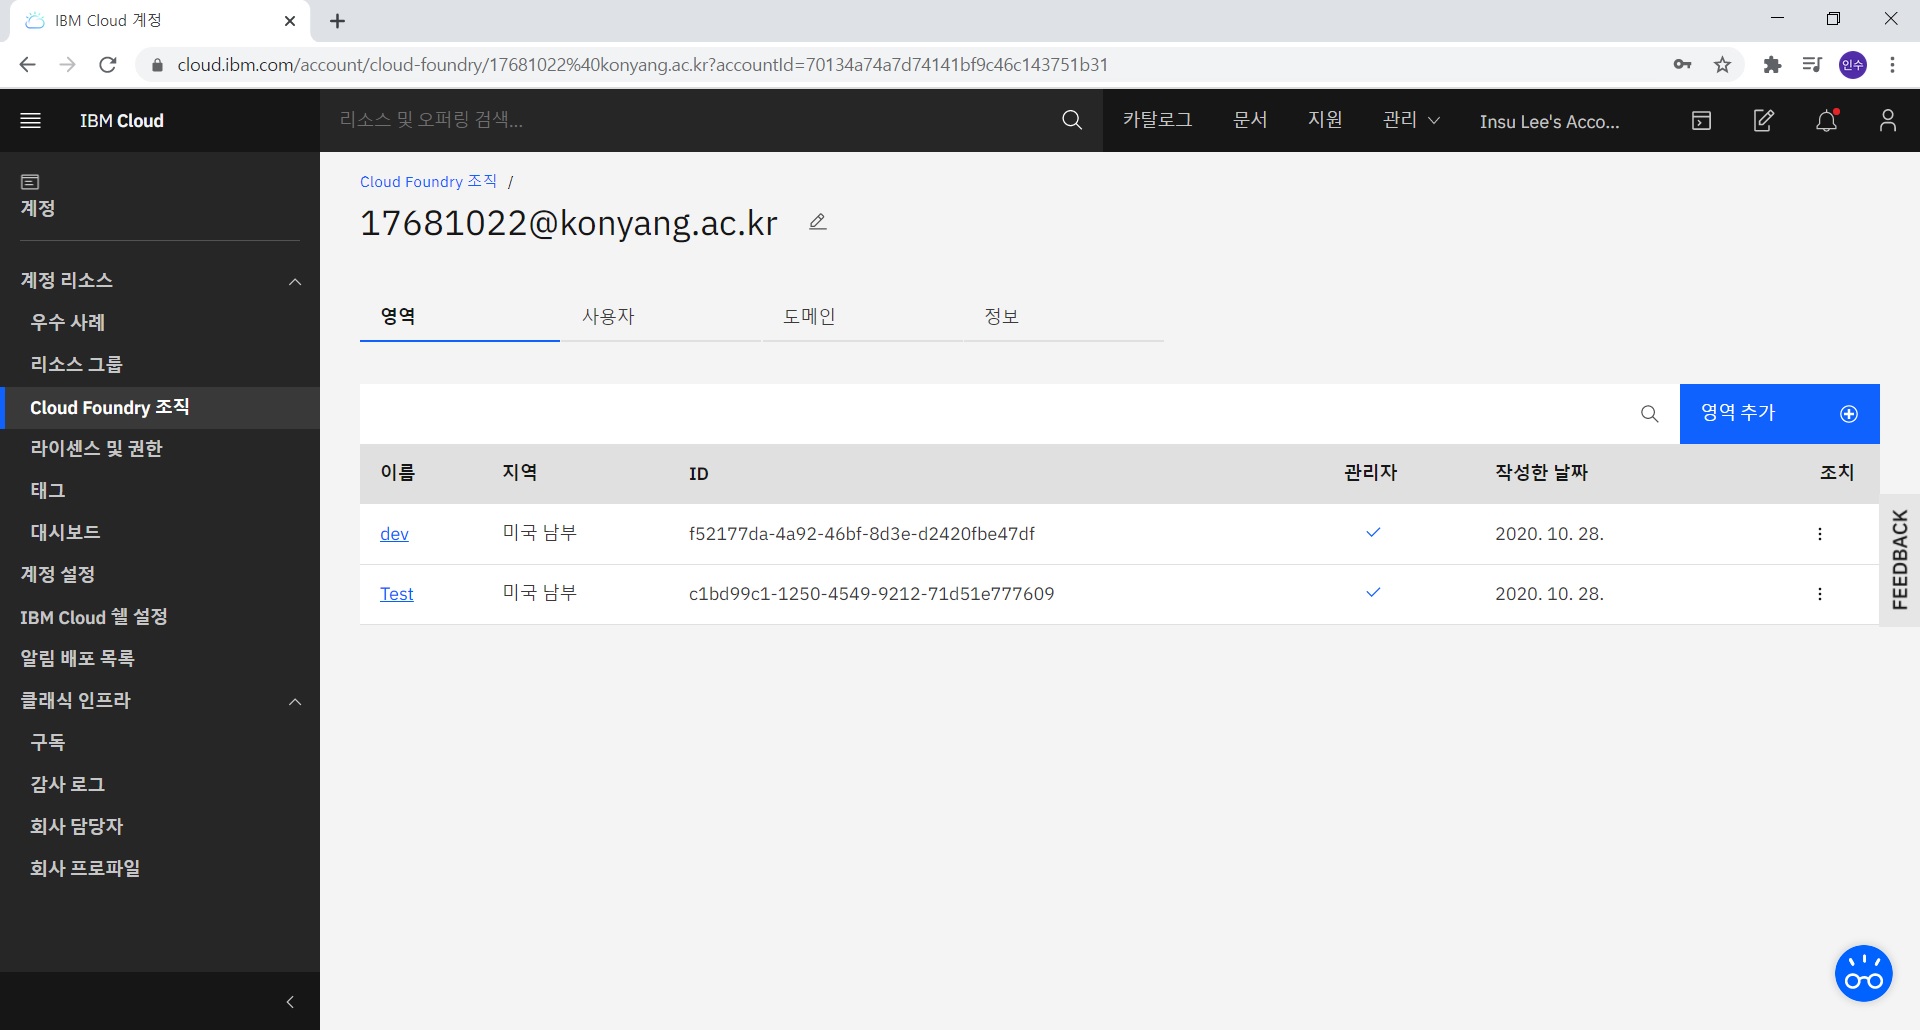 IBM Cloud 계정
cloud.ibm.com/account/cloud-foundry/17681022%40konyang.ac.kr?accountId=70134a74a7d74141bf9c46c143751b31
인수
IBM Cloud
리소스 및 오퍼링 검색...
카탈로그
문서
지원
관리
Insu Lee's Acco...
계정
계정 리소스
우수 사례
리소스 그룹
Cloud Foundry 조직
라이센스 및 권한
태그
대시보드
계정 설정
IBM Cloud 쉘 설정
알림 배포 목록
클래식 인프라
구독
감사 로그
회사 담당자
회사 프로파일
Cloud Foundry 조직 /
17681022@konyang.ac.kr
영역 사용자 도메인 정보
영역 추가
이름 지역 ID 관리자 작성한 날짜 조치
dev 미국 남부 f52177da-4a92-46bf-8d3e-d2420fbe47df 2020. 10. 28.
Test 미국 남부 c1bd99c1-1250-4549-9212-71d51e777609 2020. 10. 28.
FEEDBACK